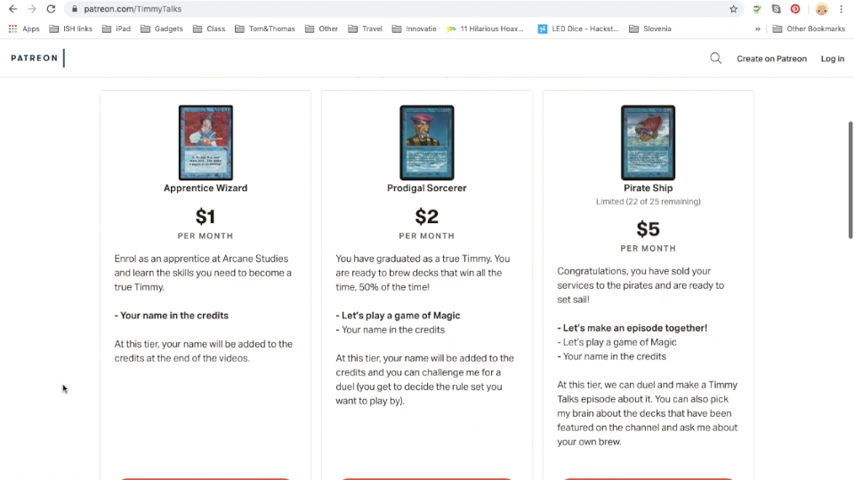 patreon.com/TimmyTalks
Apps ISH links iPad Gadgets Class Tom&Thomas Other Travel Innovatie 11 Hilarious Hoax... LED Dice - Hackst... Slovenia » Other Bookmarks
PATREON Create on Patreon Log in
Apprentice Wizard
$1
PER MONTH
Enrol as an apprentice at Arcane Studies
and learn the skills you need to become a
true Timmy.
- Your name in the credits
At this tier, your name will be added to the
credits at the end of the videos.
Prodigal Sorcerer
$2
PER MONTH
You have graduated as a true Timmy. You
are ready to brew decks that win all the
time, 50% of the time!
- Let's play a game of Magic
- Your name in the credits
At this tier, your name will be added to the
credits and you can challenge me for a
duel (you get to decide the rule set you
want to play by).
Pirate Ship
Limited (22 of 25 remaining)
$5
PER MONTH
Congratulations, you have sold your
services to the pirates and are ready to
set sail!
- Let's make an episode together!
- Let's play a game of Magic
- Your name in the credits
At this tier, we can duel and make a Timmy
Talks episode about it. You can also pick
my brain about the decks that have been
featured on the channel and ask me about
your own brew.